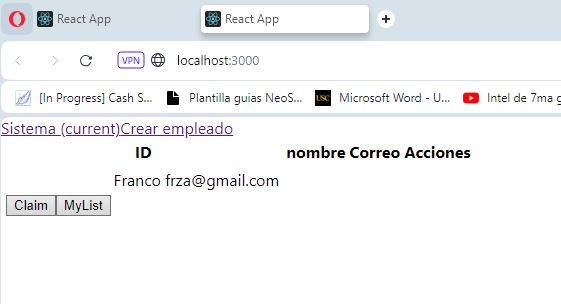 React App
React App
VPN
localhost:3000
[In Progress] Cash S...
Plantilla guias NeoS...
USC
Microsoft Word - U...
Intel de 7ma g
Sistema (current)Crear empleado
ID nombre Correo Acciones
Franco frza@gmail.com
Claim MyList